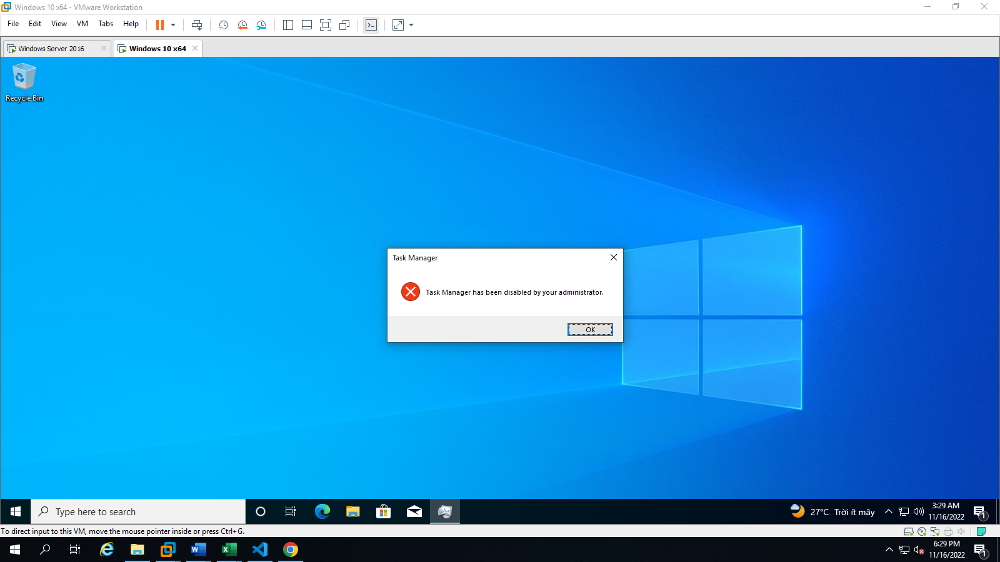 Windows 10 x64 - VMware Workstation
File Edit View VM Tabs Help
Windows Server 2016 Windows 10 x64
Recycle Bin
Task Manager
Task Manager has been disabled by your administrator.
OK
Type here to search
27°C Trời ít mây
3:29 AM
11/16/2022
1
To direct input to this VM, move the mouse pointer inside or press Ctrl+G.
6:29 PM
11/16/2022
1